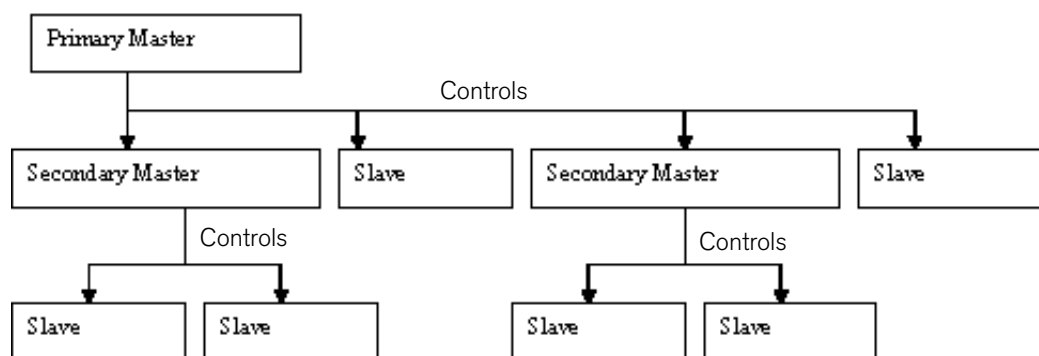 Primary Master
Controls
Secondary Master
Slave
Secondary Master
Slave
Controls
Controls
Slave
Slave
Slave
Slave